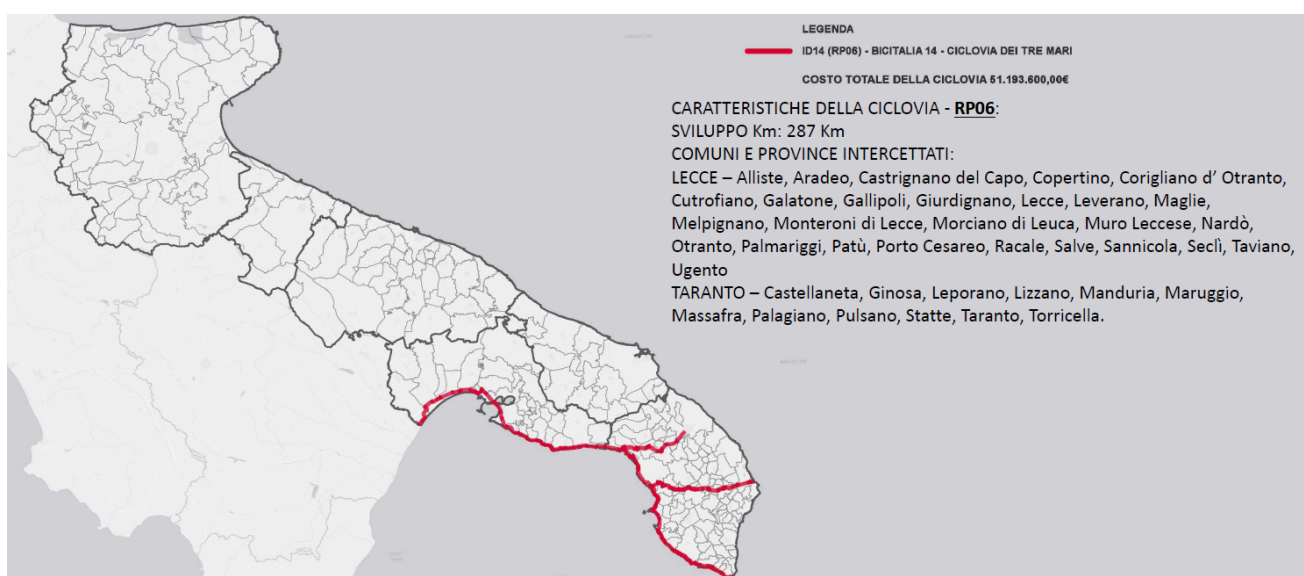 LEGENDA
ID14 (RP06) - BICITALIA 14 - CICLOVIA DEI TRE MARI
COSTO TOTALE DELLA CICLOVIA 51.193.600,00€
CARATTERISTICHE DELLA CICLOVIA - RP06:
SVILUPPO Km: 287 Km
COMUNI E PROVINCE INTERCETTATI:
LECCE – Alliste, Aradeo, Castrignano del Capo, Copertino, Corigliano d’ Otranto,
Cutrofiano, Galatone, Gallipoli, Giurdignano, Lecce, Leverano, Maglie,
Melpignano, Monteroni di Lecce, Morciano di Leuca, Muro Leccese, Nardò,
Otranto, Palmariggi, Patù, Porto Cesareo, Racale, Salve, Sannicola, Seclì, Taviano,
Ugento
TARANTO – Castellaneta, Ginosa, Leporano, Lizzano, Manduria, Maruggio,
Massafra, Palagiano, Pulsano, Statte, Taranto, Torricella.